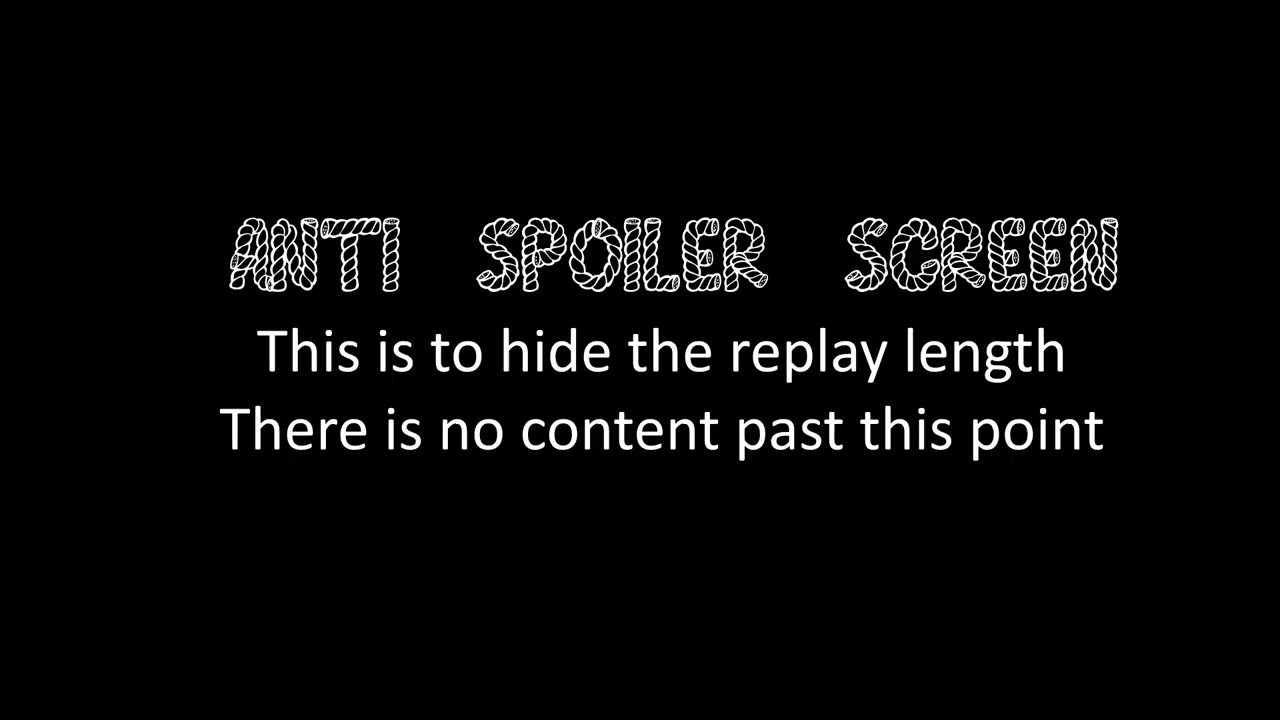 ANTI SPOILER SCREEN
This is to hide the replay length
There is no content past this point